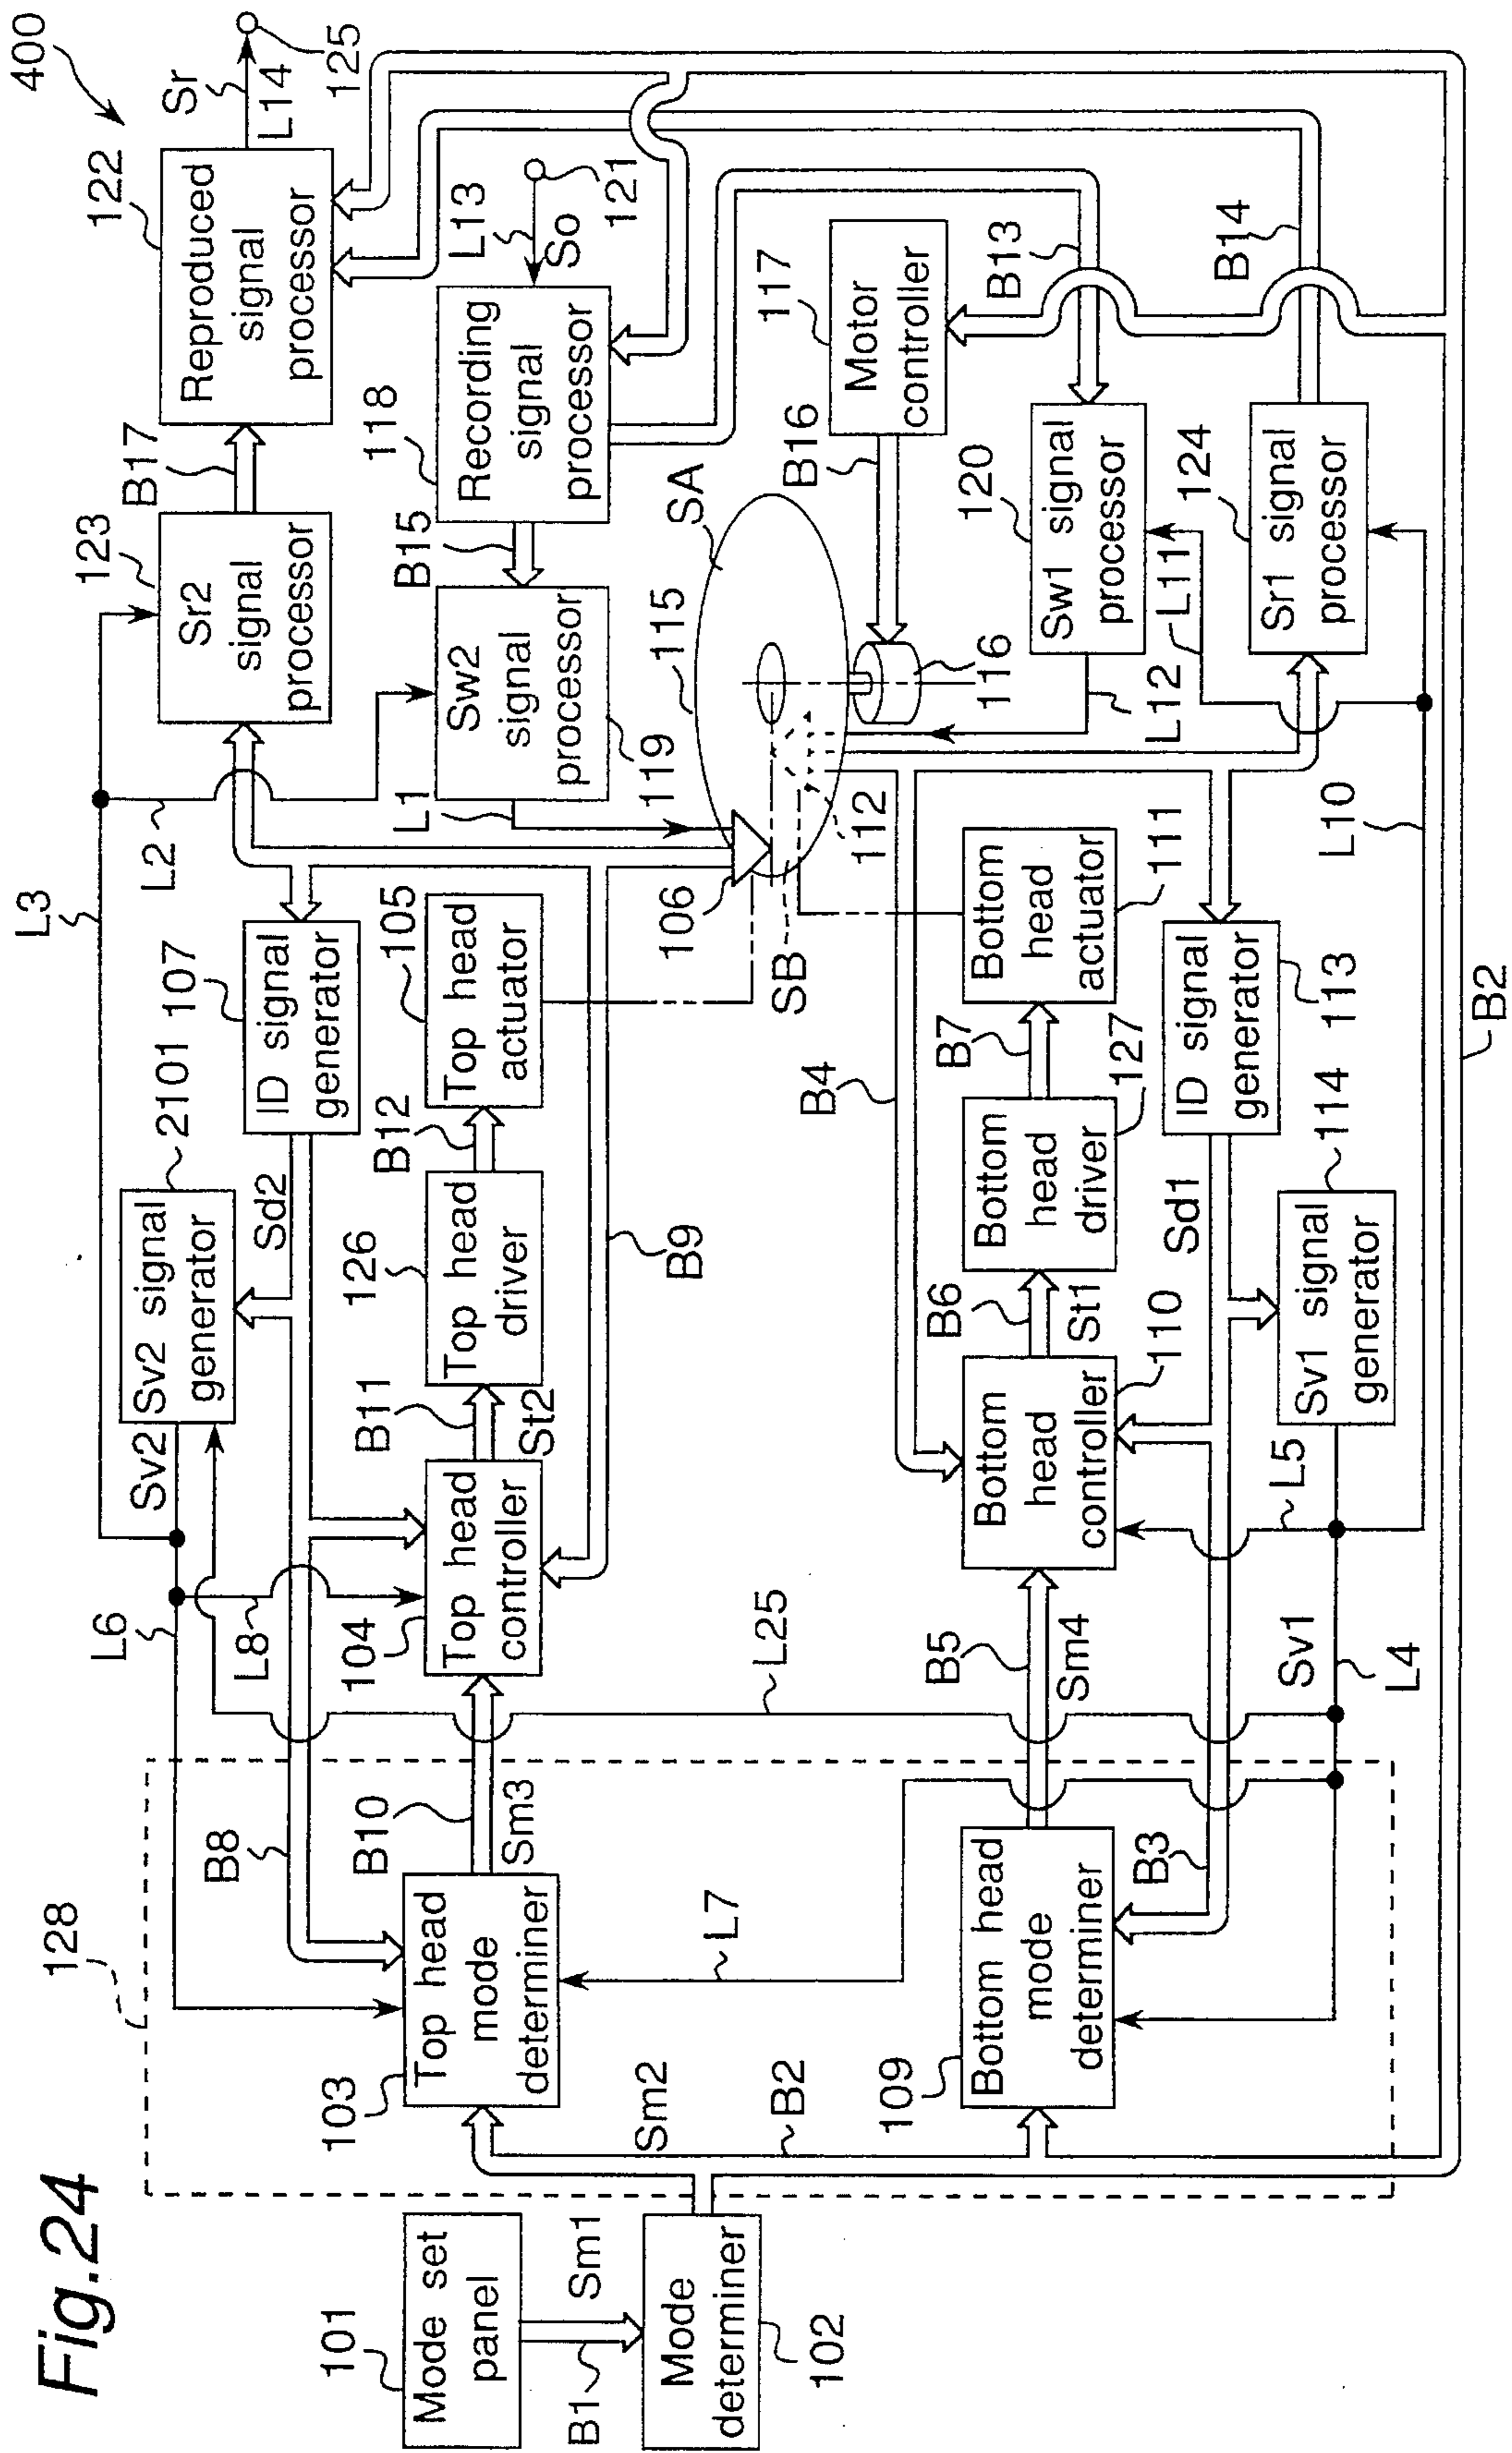 Fig.24
400
101
Mode set
panel
B1
Sm1
Mode
determiner
102
128
103
Top head
mode
determiner
Sm2
B2
109
Bottom head
mode
determiner
L7
B3
B8
B10
Sm3
L6
L8
104
Top head
controller
L25
B5
Sm4
Sv1
L4
Sv2
Sv2 signal
generator
2101
Sd2
B11
St2
126
Top head
driver
B12
105
Top head
actuator
B9
107
ID signal
generator
L3
L2
Bottom
head
controller
110
L5
B6
St1
Bottom
head
driver
127
B7
Bottom
head
actuator
111
B4
Sd1
Sv1 signal
generator
114
ID signal
generator
113
B2
L10
106
SB
112
115
SA
116
L1
119
Sw2
signal
processor
B15
118
Recording
signal
processor
L13
So
121
123
Sr2
signal
processor
B17
122
Reproduced
signal
processor
Sr
L14
125
117
Motor
controller
B16
B13
120
Sw1 signal
processor
L12
L11
124
Sr1 signal
processor
B14